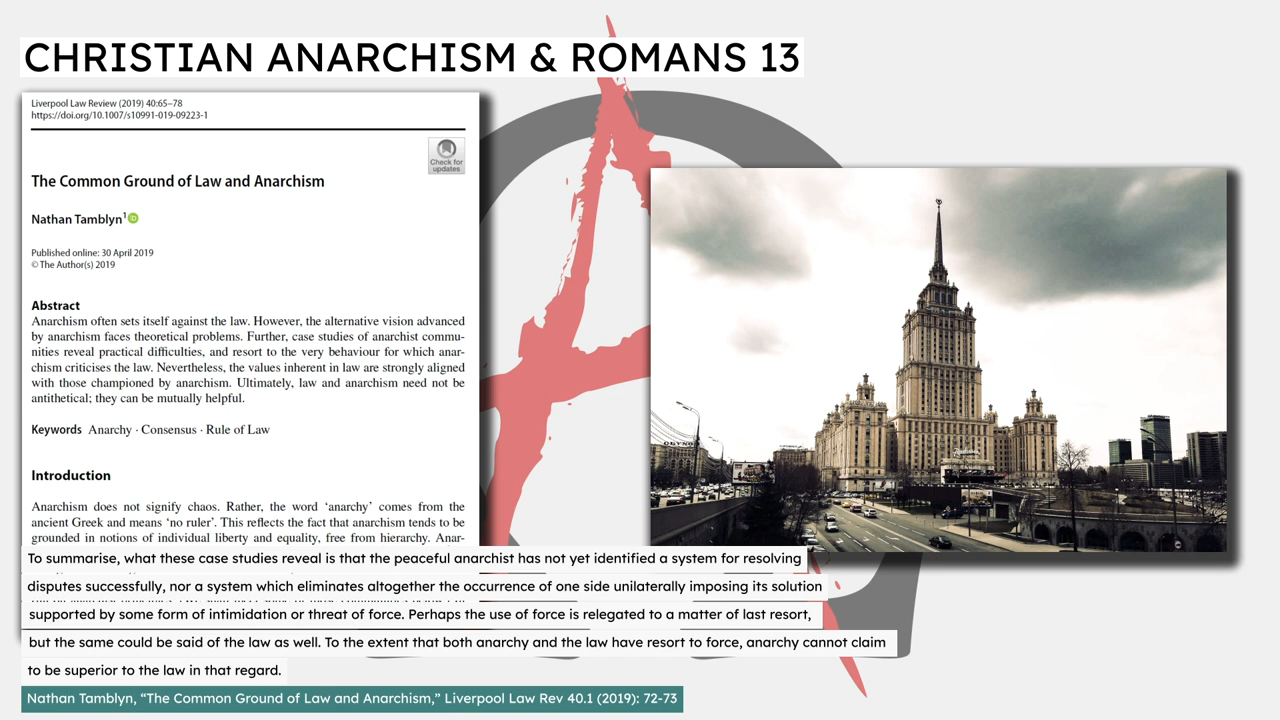 CHRISTIAN ANARCHISM & ROMANS 13
Liverpool Law Review (2019) 40:65–78
https://doi.org/10.1007/s10991-019-09223-1
Check for
updates
The Common Ground of Law and Anarchism
Nathan Tamblyn1
Published online: 30 April 2019
© The Author(s) 2019
Abstract
Anarchism often sets itself against the law. However, the alternative vision advanced
by anarchism faces theoretical problems. Further, case studies of anarchist commu-
nities reveal practical difficulties, and resort to the very behaviour for which anar-
chism criticises the law. Nevertheless, the values inherent in law are strongly aligned
with those championed by anarchism. Ultimately, law and anarchism need not be
antithetical; they can be mutually helpful.
Keywords Anarchy · Consensus · Rule of Law
Introduction
Anarchism does not signify chaos. Rather, the word ‘anarchy’ comes from the
ancient Greek and means ‘no ruler’. This reflects the fact that anarchism tends to be
grounded in notions of individual liberty and equality, free from hierarchy. Anar-
To summarise, what these case studies reveal is that the peaceful anarchist has not yet identified a system for resolving
disputes successfully, nor a system which eliminates altogether the occurrence of one side unilaterally imposing its solution
supported by some form of intimidation or threat of force. Perhaps the use of force is relegated to a matter of last resort,
but the same could be said of the law as well. To the extent that both anarchy and the law have resort to force, anarchy cannot claim
to be superior to the law in that regard.
Nathan Tamblyn, “The Common Ground of Law and Anarchism,” Liverpool Law Rev 40.1 (2019): 72-73